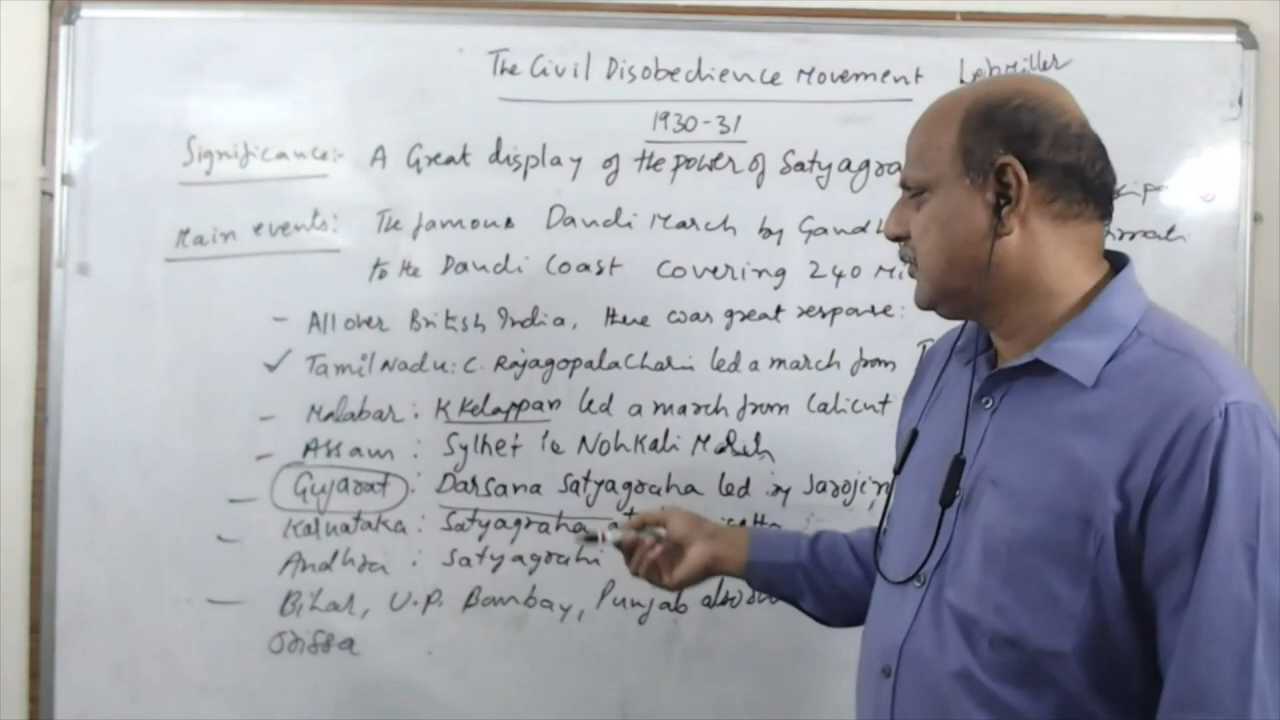 The Civil Disobedience Movement
1930-31
Significance:- A Great display of the power of Satyagra
Main events: The famous Dandi March by Gandh
to the Dandi Coast covering 240 Mi
- All over British India, there was great response:
✓ Tamil Nadu: C. Rajagopalachari led a march from T
- Malabar: K Kelappan led a march from Calicut
- Assam: Sylhet to Nohkali March
- Gujarat: Darsana Satyagraha led by Sarojin
- Karnataka: Satyagraha at
Andhra: Satyagrahi
- Bihar, U.P. Bombay, Punjab also
Orissa